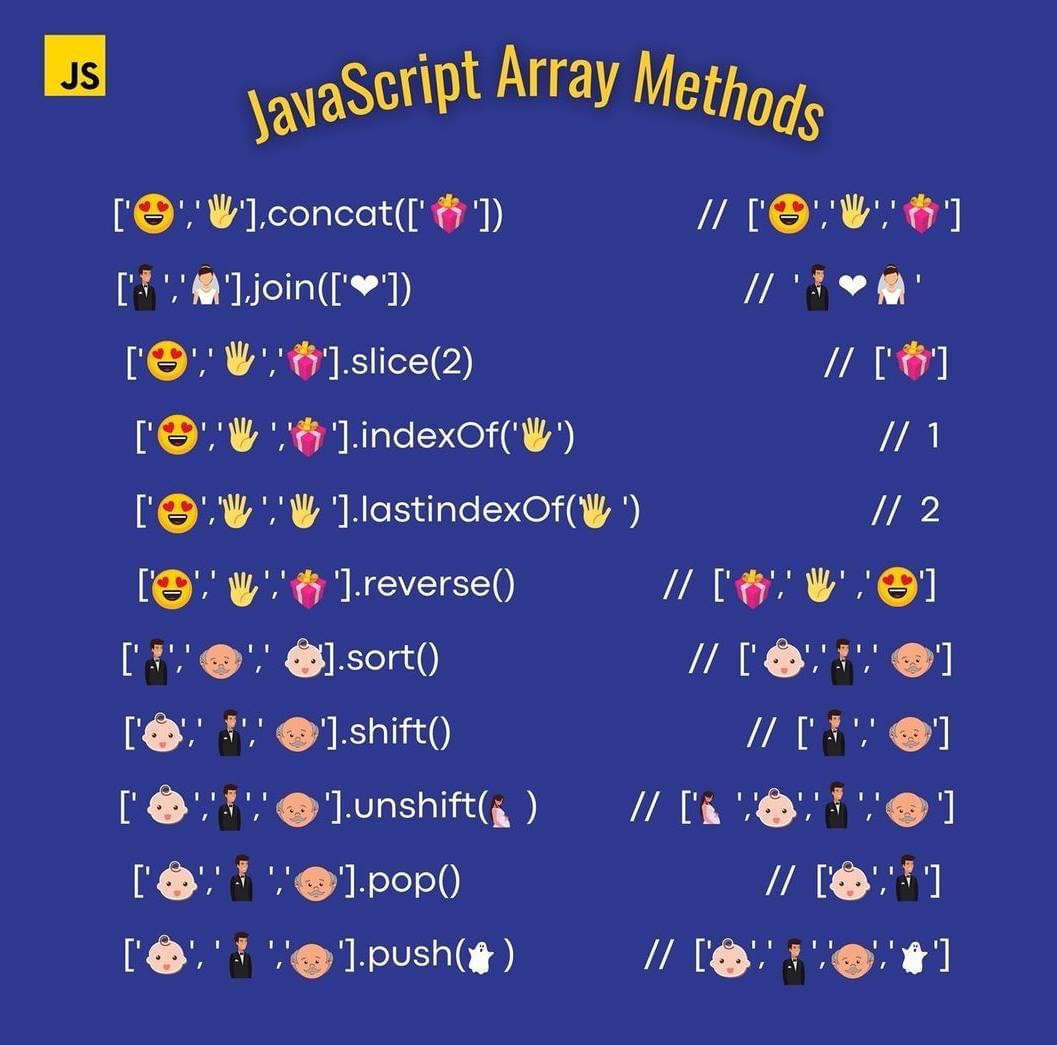 JS
JavaScript Array Methods
['😍','🖐'],concat(['🎁']) // ['😍','🖐','🎁']
['🤵‍♂️','👰‍♀️'],join(['❤']) // '🤵‍♂️❤👰‍♀️'
['😍','🖐','🎁'].slice(2) // ['🎁']
['😍','🖐','🎁'].indexOf('🖐') // 1
['😍','🖐','🖐'].lastindexOf('🖐') // 2
['😍','🖐','🎁'].reverse() // ['🎁','🖐','😍']
['🤵‍♂️','👴','👶'].sort() // ['👶','🤵‍♂️','👴']
['👶','🤵‍♂️','👴'].shift() // ['🤵‍♂️','👴']
['👶','🤵‍♂️','👴'].unshift(🤰) // ['🤰','👶','🤵‍♂️','👴']
['👶','🤵‍♂️','👴'].pop() // ['👶','🤵‍♂️']
['👶','🤵‍♂️','👴'].push(👻) // ['👶','🤵‍♂️','👴','👻']